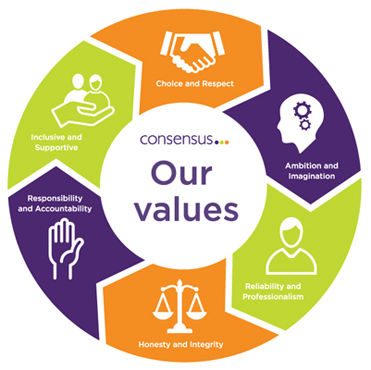 consensus...
Our
values
Choice and Respect
Ambition and
Imagination
Reliability and
Professionalism
Honesty and Integrity
Responsibility
and Accountability
Inclusive and
Supportive